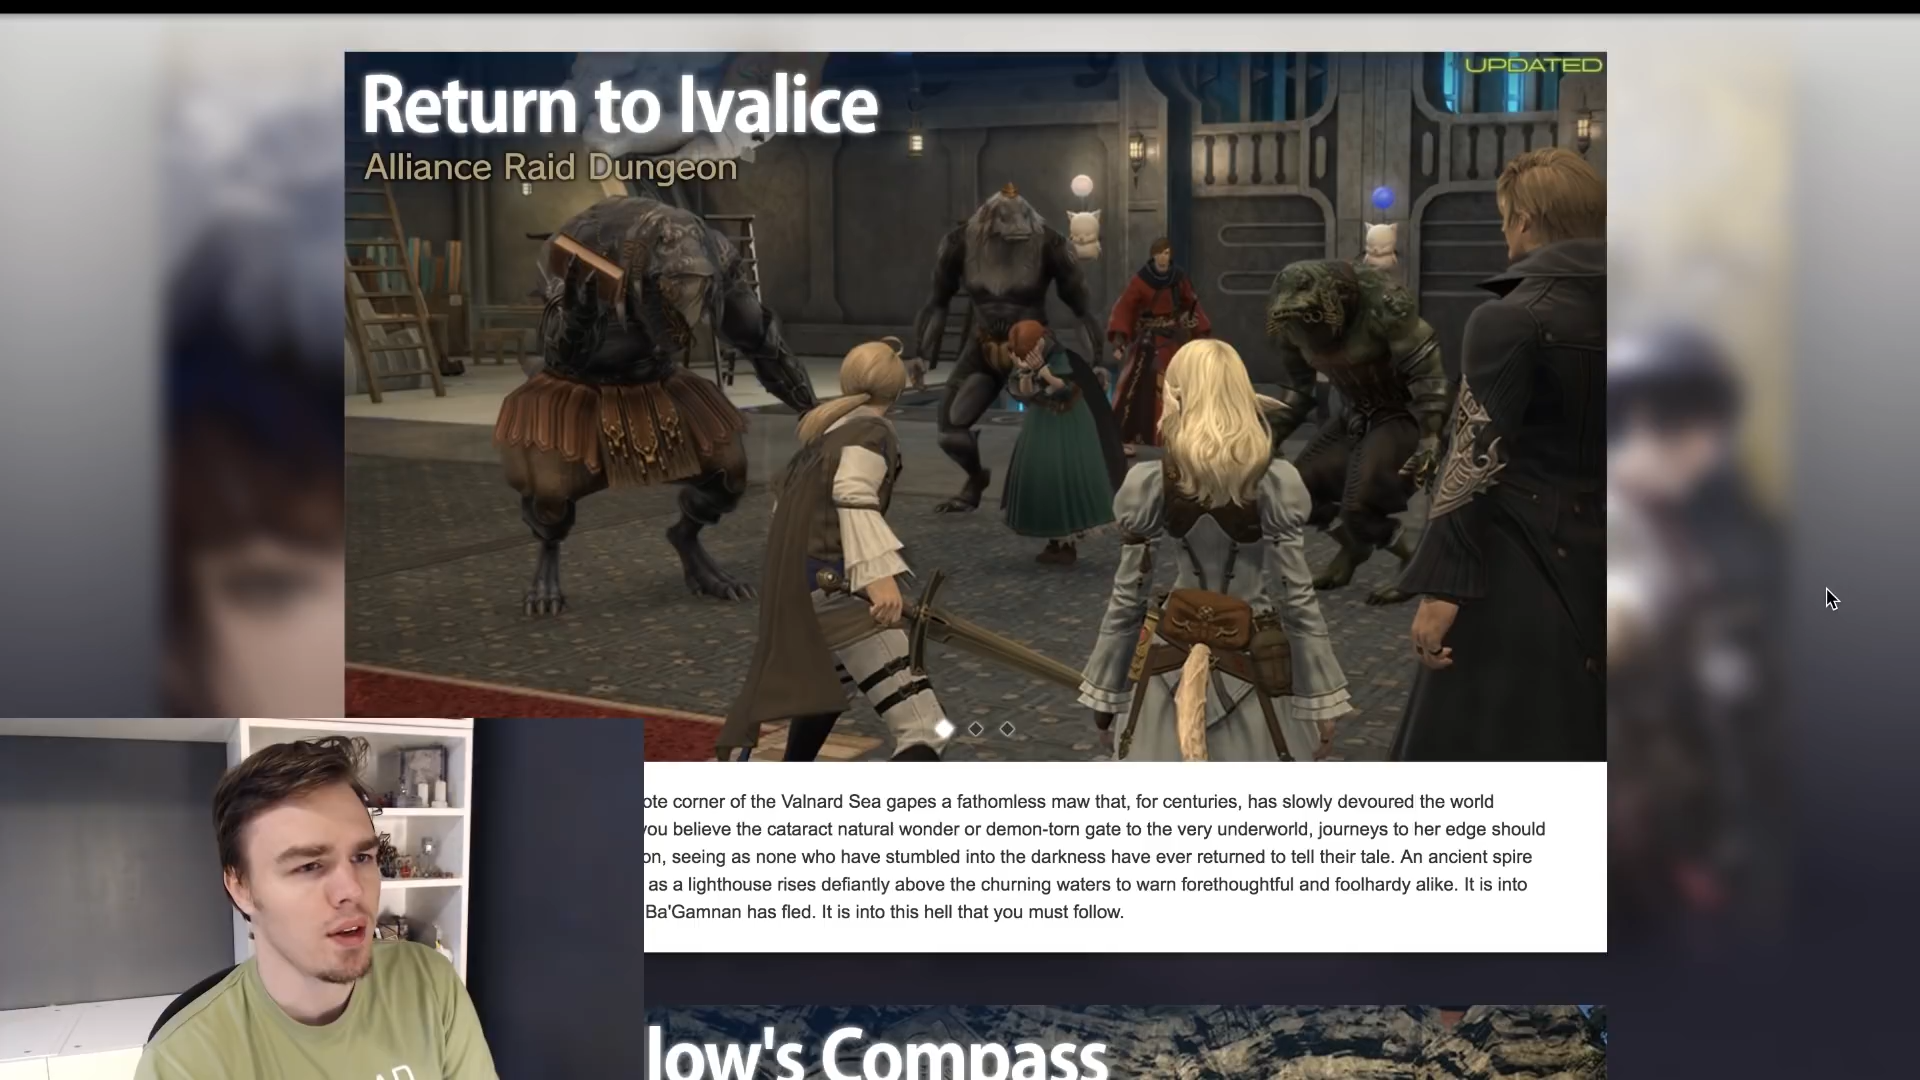 UPDATED
Return to Ivalice
Alliance Raid Dungeon
corner of the Valnard Sea gapes a fathomless maw that, for centuries, has slowly devoured the world
you believe the cataract natural wonder or demon-torn gate to the very underworld, journeys to her edge should
seeing as none who have stumbled into the darkness have ever returned to tell their tale. An ancient spire
as a lighthouse rises defiantly above the churning waters to warn forethoughtful and foolhardy alike. It is into
Ba'Gamnan has fled. It is into this hell that you must follow.
Compass